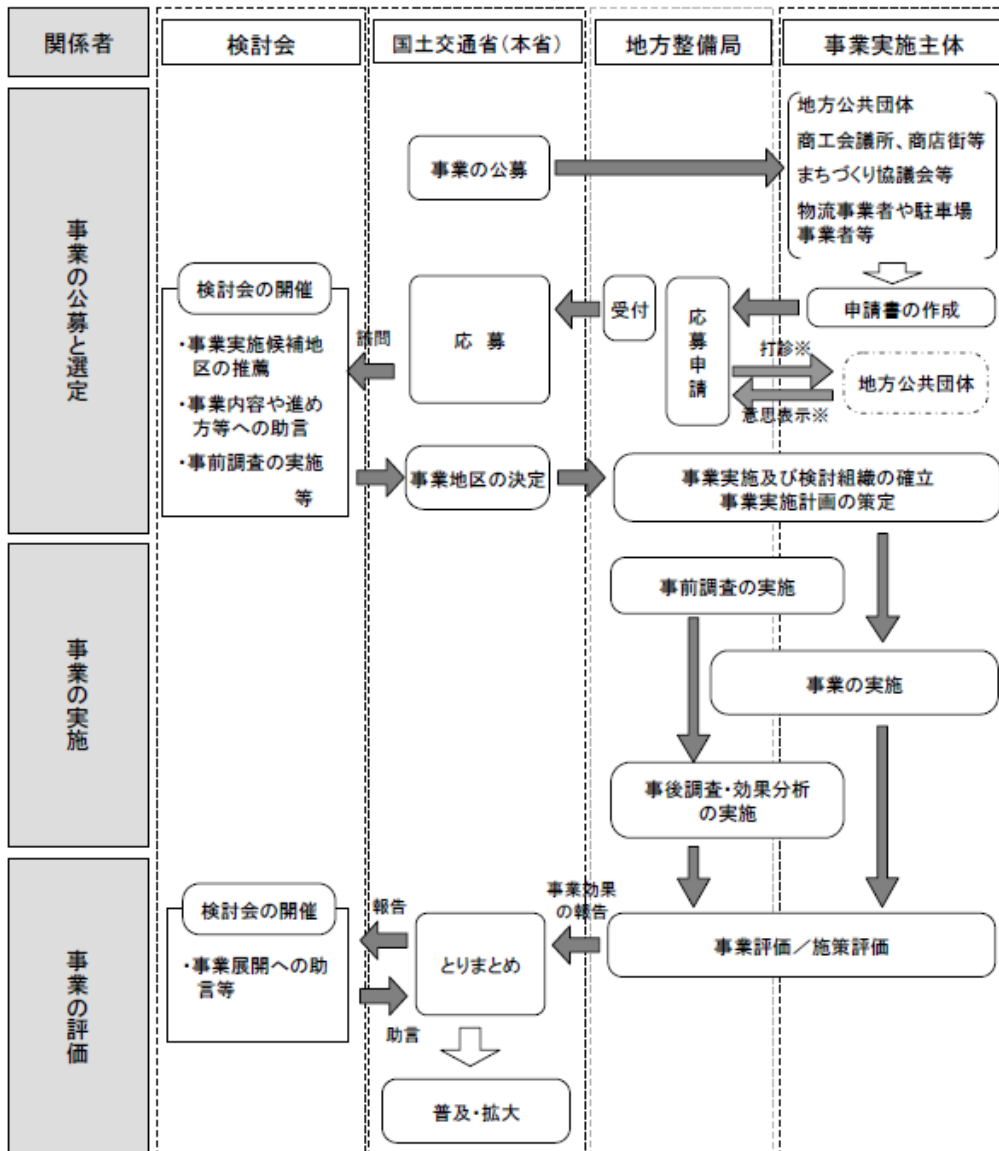 関係者
検討会
国土交通省(本省)
地方整備局
事業実施主体
事業の公募と選定
事業の公募
地方公共団体
商工会議所、商店街等
まちづくり協議会等
物流事業者や駐車場
事業者等
検討会の開催
・事業実施候補地
区の推薦
・事業内容や進め
方等への助言
・事前調査の実施
等
諮問
応 募
受付
応募申請
申請書の作成
打診※
地方公共団体
意思表示※
事業地区の決定
事業実施及び検討組織の確立
事業実施計画の策定
事業の実施
事前調査の実施
事業の実施
事後調査・効果分析
の実施
事業の評価
検討会の開催
・事業展開への助
言等
報告
助言
とりまとめ
事業効果
の報告
事業評価/施策評価
普及・拡大